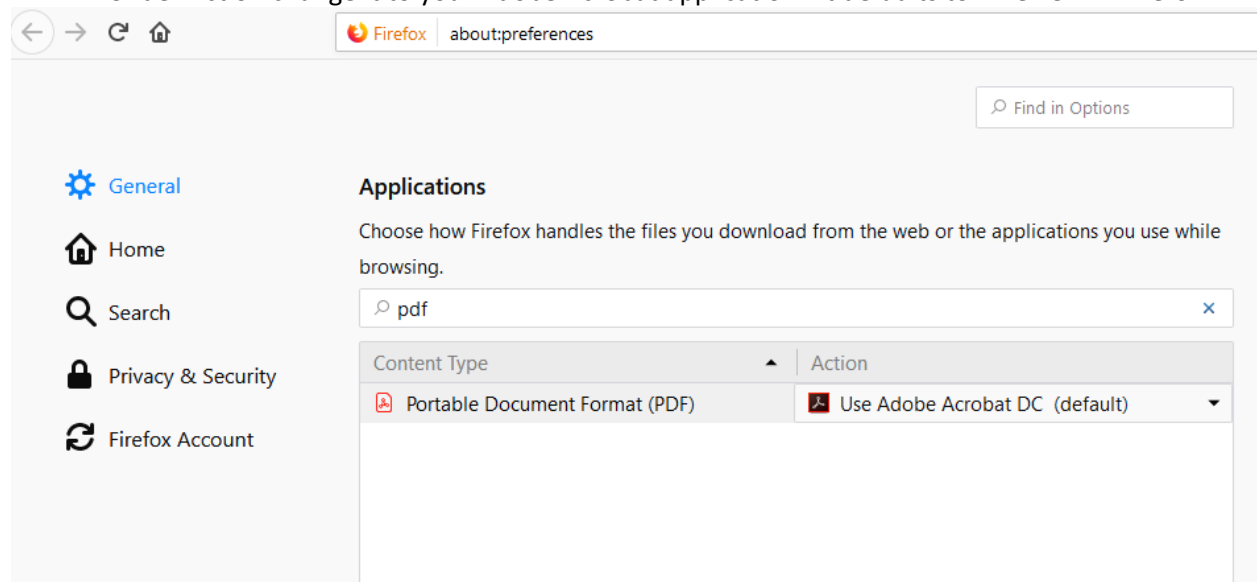 Firefox about:preferences
Find in Options
General
Applications
Choose how Firefox handles the files you download from the web or the applications you use while
browsing.
Home
pdf
Search
Content Type Action
Privacy & Security
Portable Document Format (PDF) Use Adobe Acrobat DC (default)
Firefox Account